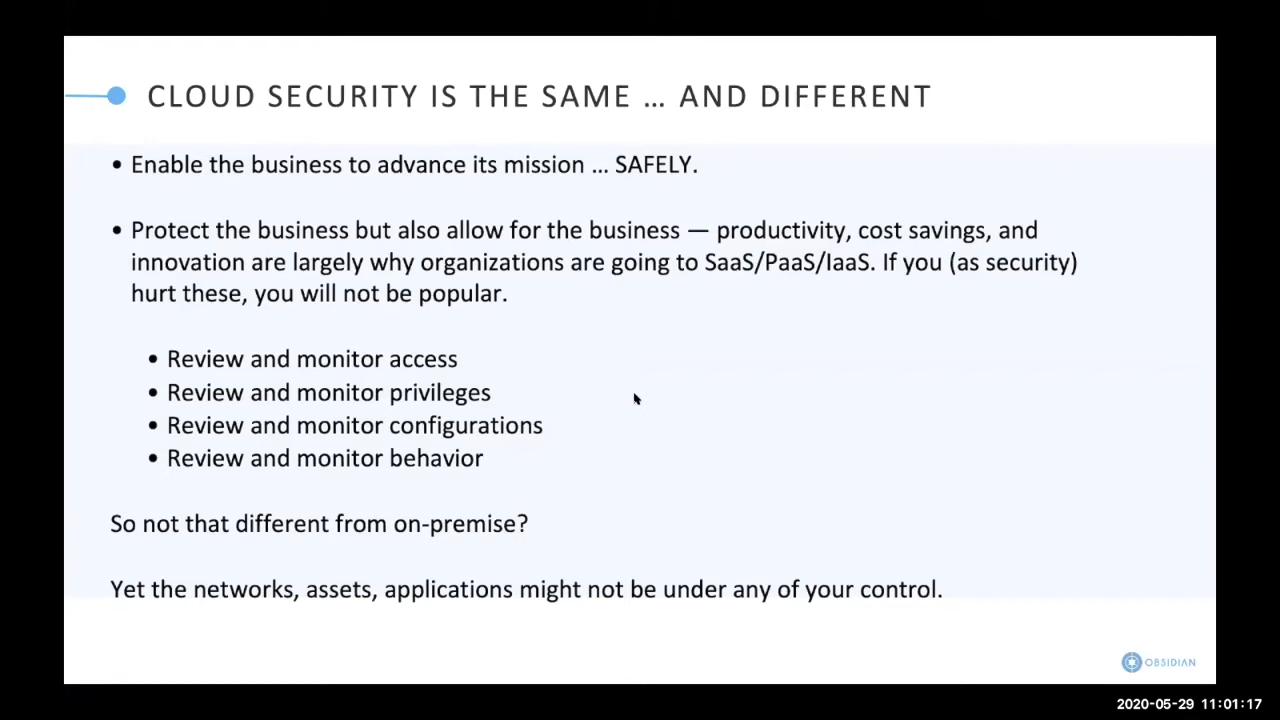 CLOUD SECURITY IS THE SAME … AND DIFFERENT
• Enable the business to advance its mission … SAFELY.
• Protect the business but also allow for the business — productivity, cost savings, and
innovation are largely why organizations are going to SaaS/PaaS/IaaS. If you (as security)
hurt these, you will not be popular.
• Review and monitor access
• Review and monitor privileges
• Review and monitor configurations
• Review and monitor behavior
So not that different from on-premise?
Yet the networks, assets, applications might not be under any of your control.
OBSIDIAN
2020-05-29 11:01:17